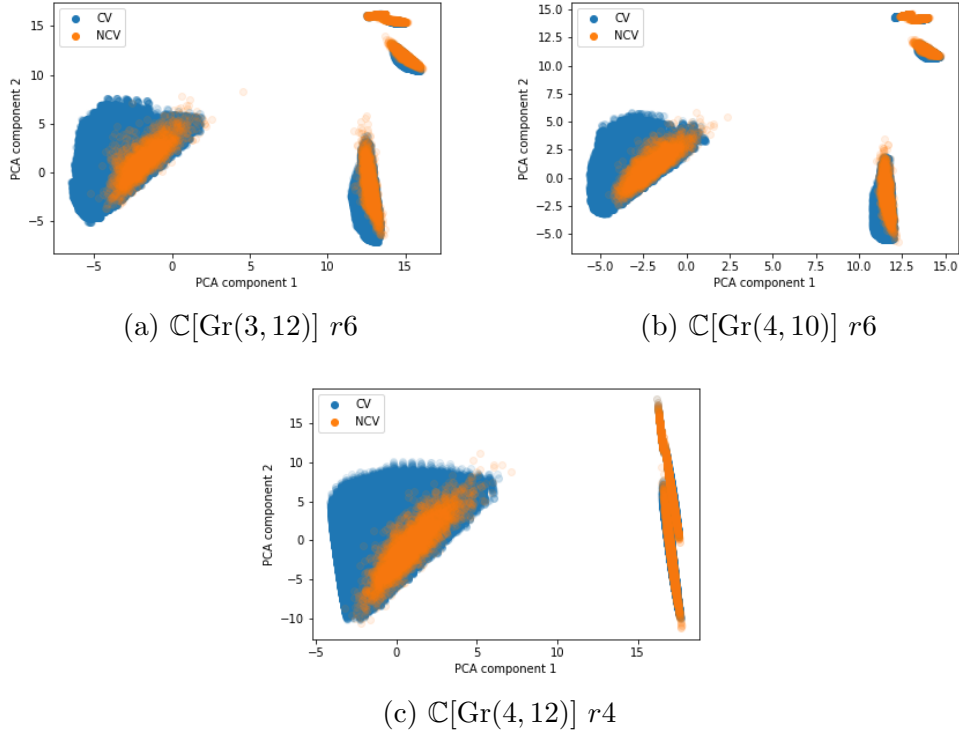 15
10
5
0
−5
PCA component 2
CV
NCV
−5
0
5
10
15
PCA component 1
(a) ℂ[Gr(3, 12)] r6
15.0
12.5
10.0
7.5
5.0
2.5
0.0
−2.5
−5.0
PCA component 2
CV
NCV
−5.0
−2.5
0.0
2.5
5.0
7.5
10.0
12.5
15.0
PCA component 1
(b) ℂ[Gr(4, 10)] r6
15
10
5
0
−5
−10
PCA component 2
CV
NCV
−5
0
5
10
15
PCA component 1
(c) ℂ[Gr(4, 12)] r4